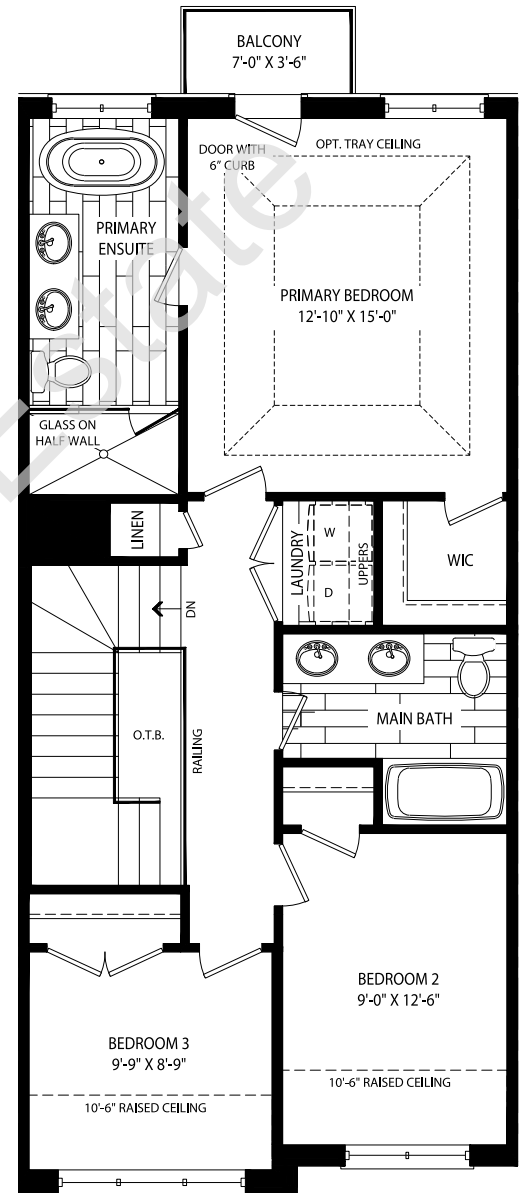 BALCONY
7'-0" X 3'-6"
DOOR WITH
6" CURB
OPT. TRAY CEILING
PRIMARY
ENSUITE
PRIMARY BEDROOM
12'-10" X 15'-0"
GLASS ON
HALF WALL
LINEN
LAUNDRY
W
D
UPPERS
WIC
DN
O.T.B.
RAILING
MAIN BATH
BEDROOM 2
9'-0" X 12'-6"
10'-6" RAISED CEILING
BEDROOM 3
9'-9" X 8'-9"
10'-6" RAISED CEILING
Estate